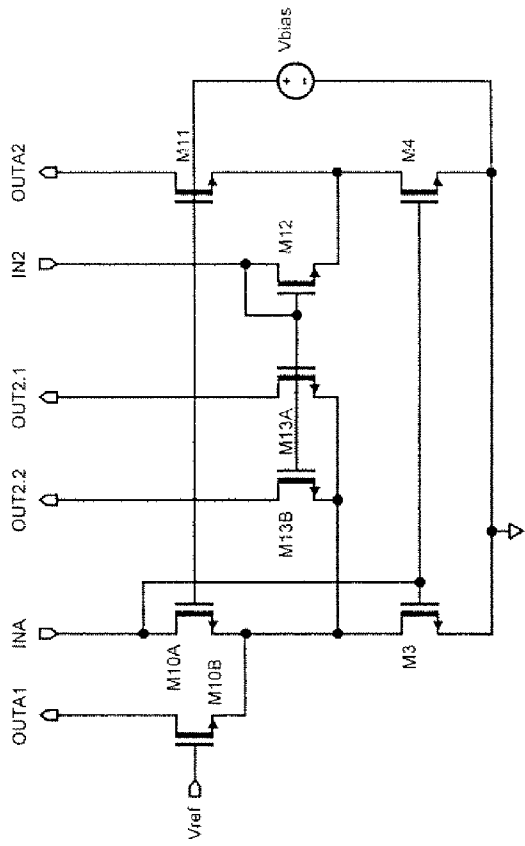 OUTA1
INA
OUT2.2
OUT2.1
IN2
OUTA2
Vref
M10A
M10B
M13B
M13A
M12
M11
Vbias
+
-
M3
M4